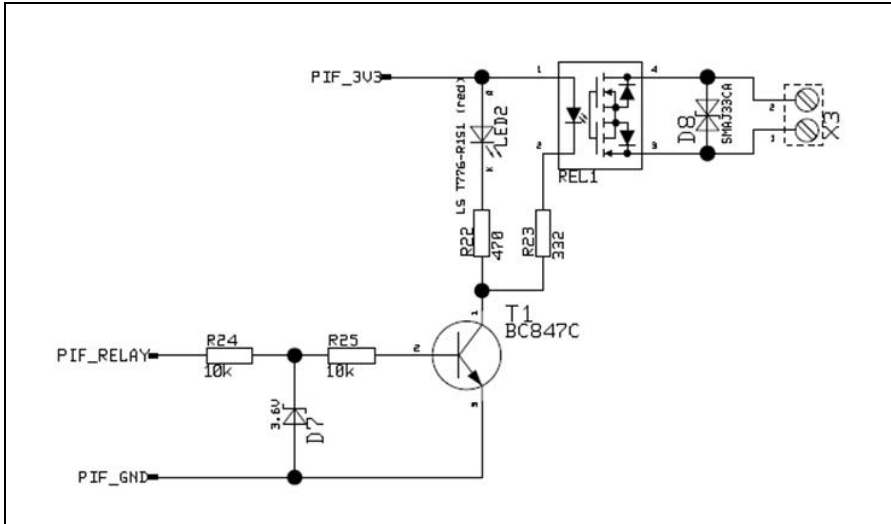 PIF_3V3
1
A
LS T776-R1S1 (red)
LED2
K
2
REL1
4
3
D8
SMAJ33CA
2
1
X3
R22
470
R23
332
1
T1
BC847C
PIF_RELAY
R24
10k
R25
10k
2
3.6V
D7
3
PIF_GND